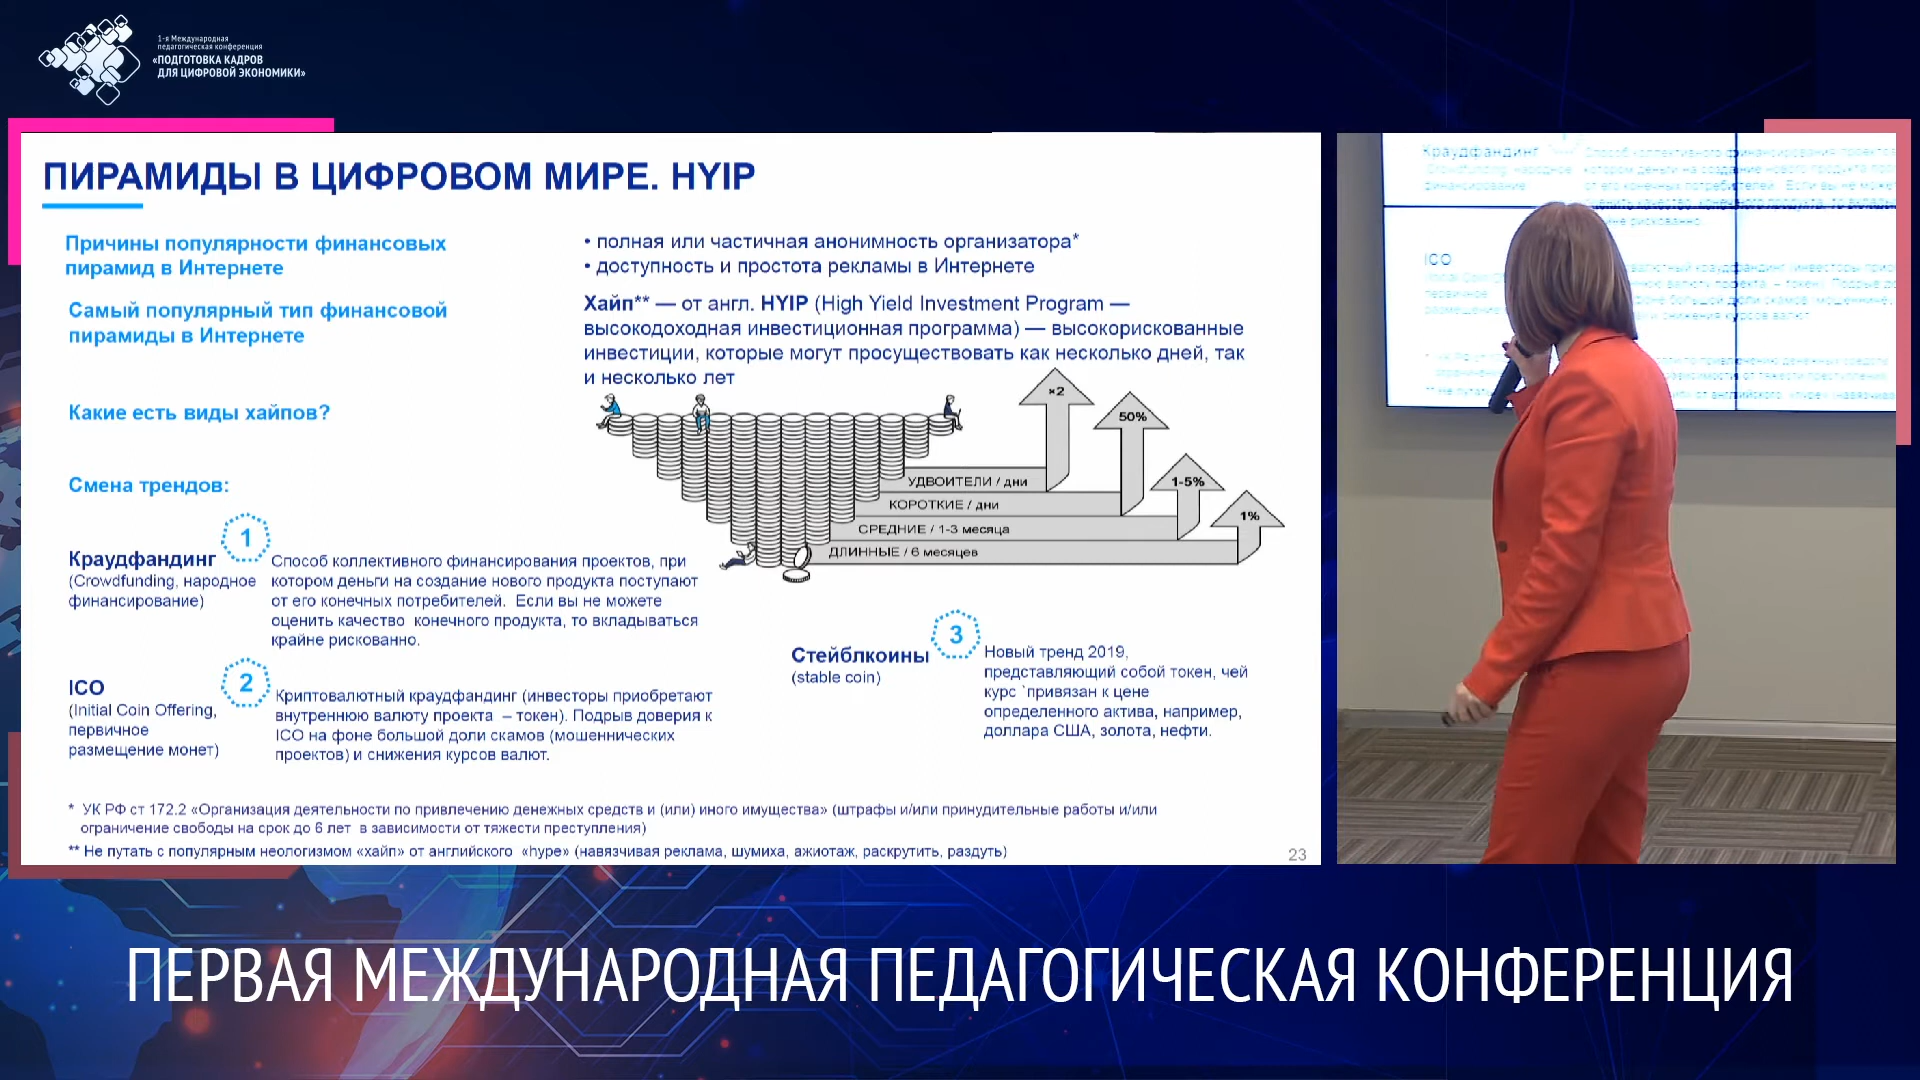 1-я Международная
педагогическая конференция
«ПОДГОТОВКА КАДРОВ
ДЛЯ ЦИФРОВОЙ ЭКОНОМИКИ»
ПИРАМИДЫ В ЦИФРОВОМ МИРЕ. HYIP
Причины популярности финансовых
пирамид в Интернете
• полная или частичная анонимность организатора*
• доступность и простота рекламы в Интернете
Самый популярный тип финансовой
пирамиды в Интернете
Хайп** — от англ. HYIP (High Yield Investment Program —
высокодоходная инвестиционная программа) — высокорискованные
инвестиции, которые могут просуществовать как несколько дней, так
и несколько лет
Какие есть виды хайпов?
×2
50%
1-5%
1%
УДВОИТЕЛИ / дни
КОРОТКИЕ / дни
СРЕДНИЕ / 1-3 месяца
ДЛИННЫЕ / 6 месяцев
Смена трендов:
1
Краудфандинг
(Crowdfunding, народное
финансирование)
Способ коллективного финансирования проектов, при
котором деньги на создание нового продукта поступают
от его конечных потребителей. Если вы не можете
оценить качество конечного продукта, то вкладываться
крайне рискованно.
2
ICO
(Initial Coin Offering,
первичное
размещение монет)
Криптовалютный краудфандинг (инвесторы приобретают
внутреннюю валюту проекта – токен). Подрыв доверия к
ICO на фоне большой доли скамов (мошеннических
проектов) и снижения курсов валют.
3
Стейблкоины
(stable coin)
Новый тренд 2019,
представляющий собой токен, чей
курс `привязан к цене
определенного актива, например,
доллара США, золота, нефти.
* УК РФ ст 172.2 «Организация деятельности по привлечению денежных средств и (или) иного имущества» (штрафы и/или принудительные работы и/или
ограничение свободы на срок до 6 лет в зависимости от тяжести преступления)
** Не путать с популярным неологизмом «хайп» от английского «hype» (навязчивая реклама, шумиха, ажиотаж, раскрутить, раздуть)
23
Краудфандинг
ICO
ПЕРВАЯ МЕЖДУНАРОДНАЯ ПЕДАГОГИЧЕСКАЯ КОНФЕРЕНЦИЯ